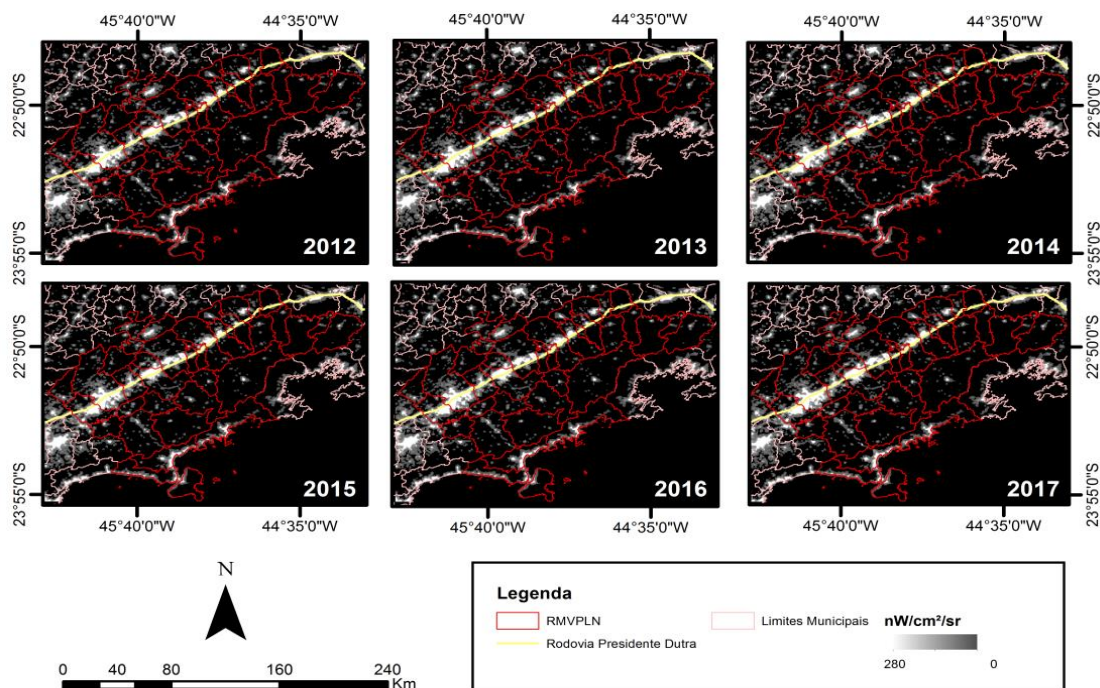 45°40'0"W 44°35'0"W 45°40'0"W 44°35'0"W 45°40'0"W 44°35'0"W
22°50'0"S 22°50'0"S
23°55'0"S 2012 2013 2014 23°55'0"S
22°50'0"S 22°50'0"S
23°55'0"S 2015 2016 2017 23°55'0"S
45°40'0"W 44°35'0"W 45°40'0"W 44°35'0"W 45°40'0"W 44°35'0"W
N
0 40 80 160 240
Km
Legenda
RMVPLN Limites Municipais nW/cm²/sr
Rodovia Presidente Dutra
280 0